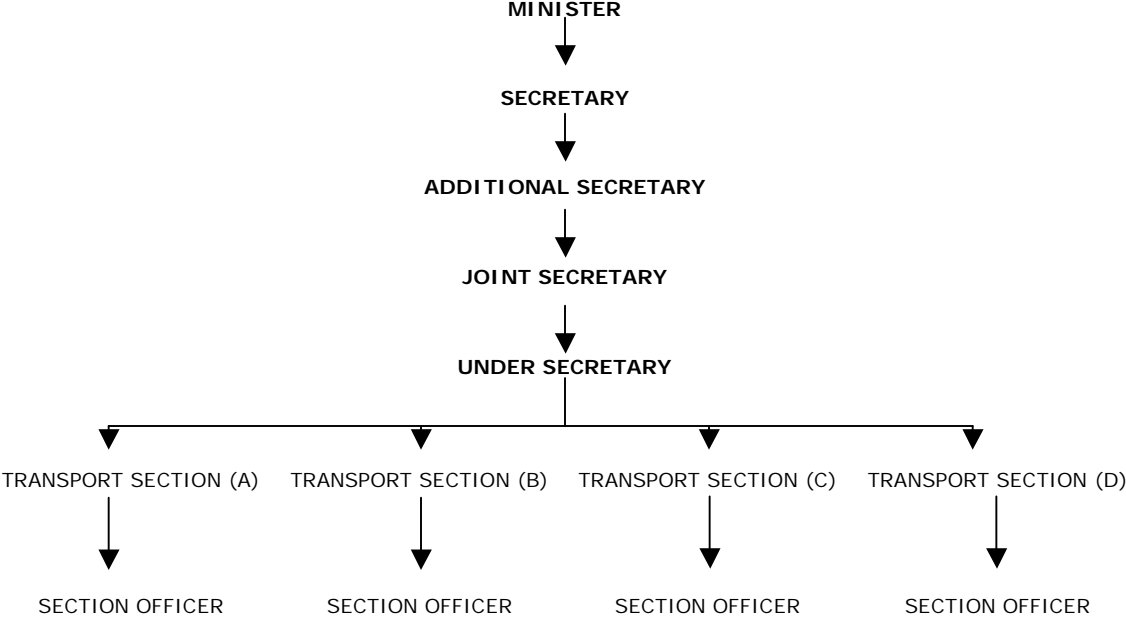 MINISTER
SECRETARY
ADDITIONAL SECRETARY
JOINT SECRETARY
UNDER SECRETARY
TRANSPORT SECTION (A) TRANSPORT SECTION (B) TRANSPORT SECTION (C) TRANSPORT SECTION (D)
SECTION OFFICER SECTION OFFICER SECTION OFFICER SECTION OFFICER